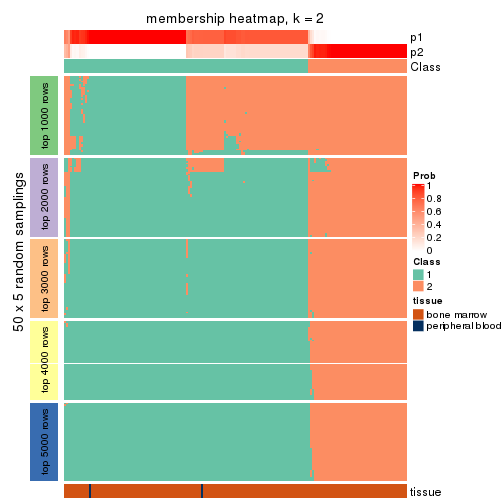 membership heatmap, k = 2
p1
p2
Class
50 x 5 random samplings
top 1000 rows
top 2000 rows
top 3000 rows
top 4000 rows
top 5000 rows
Prob
1
0.8
0.6
0.4
0.2
0
Class
1
2
tissue
bone marrow
peripheral blood
tissue